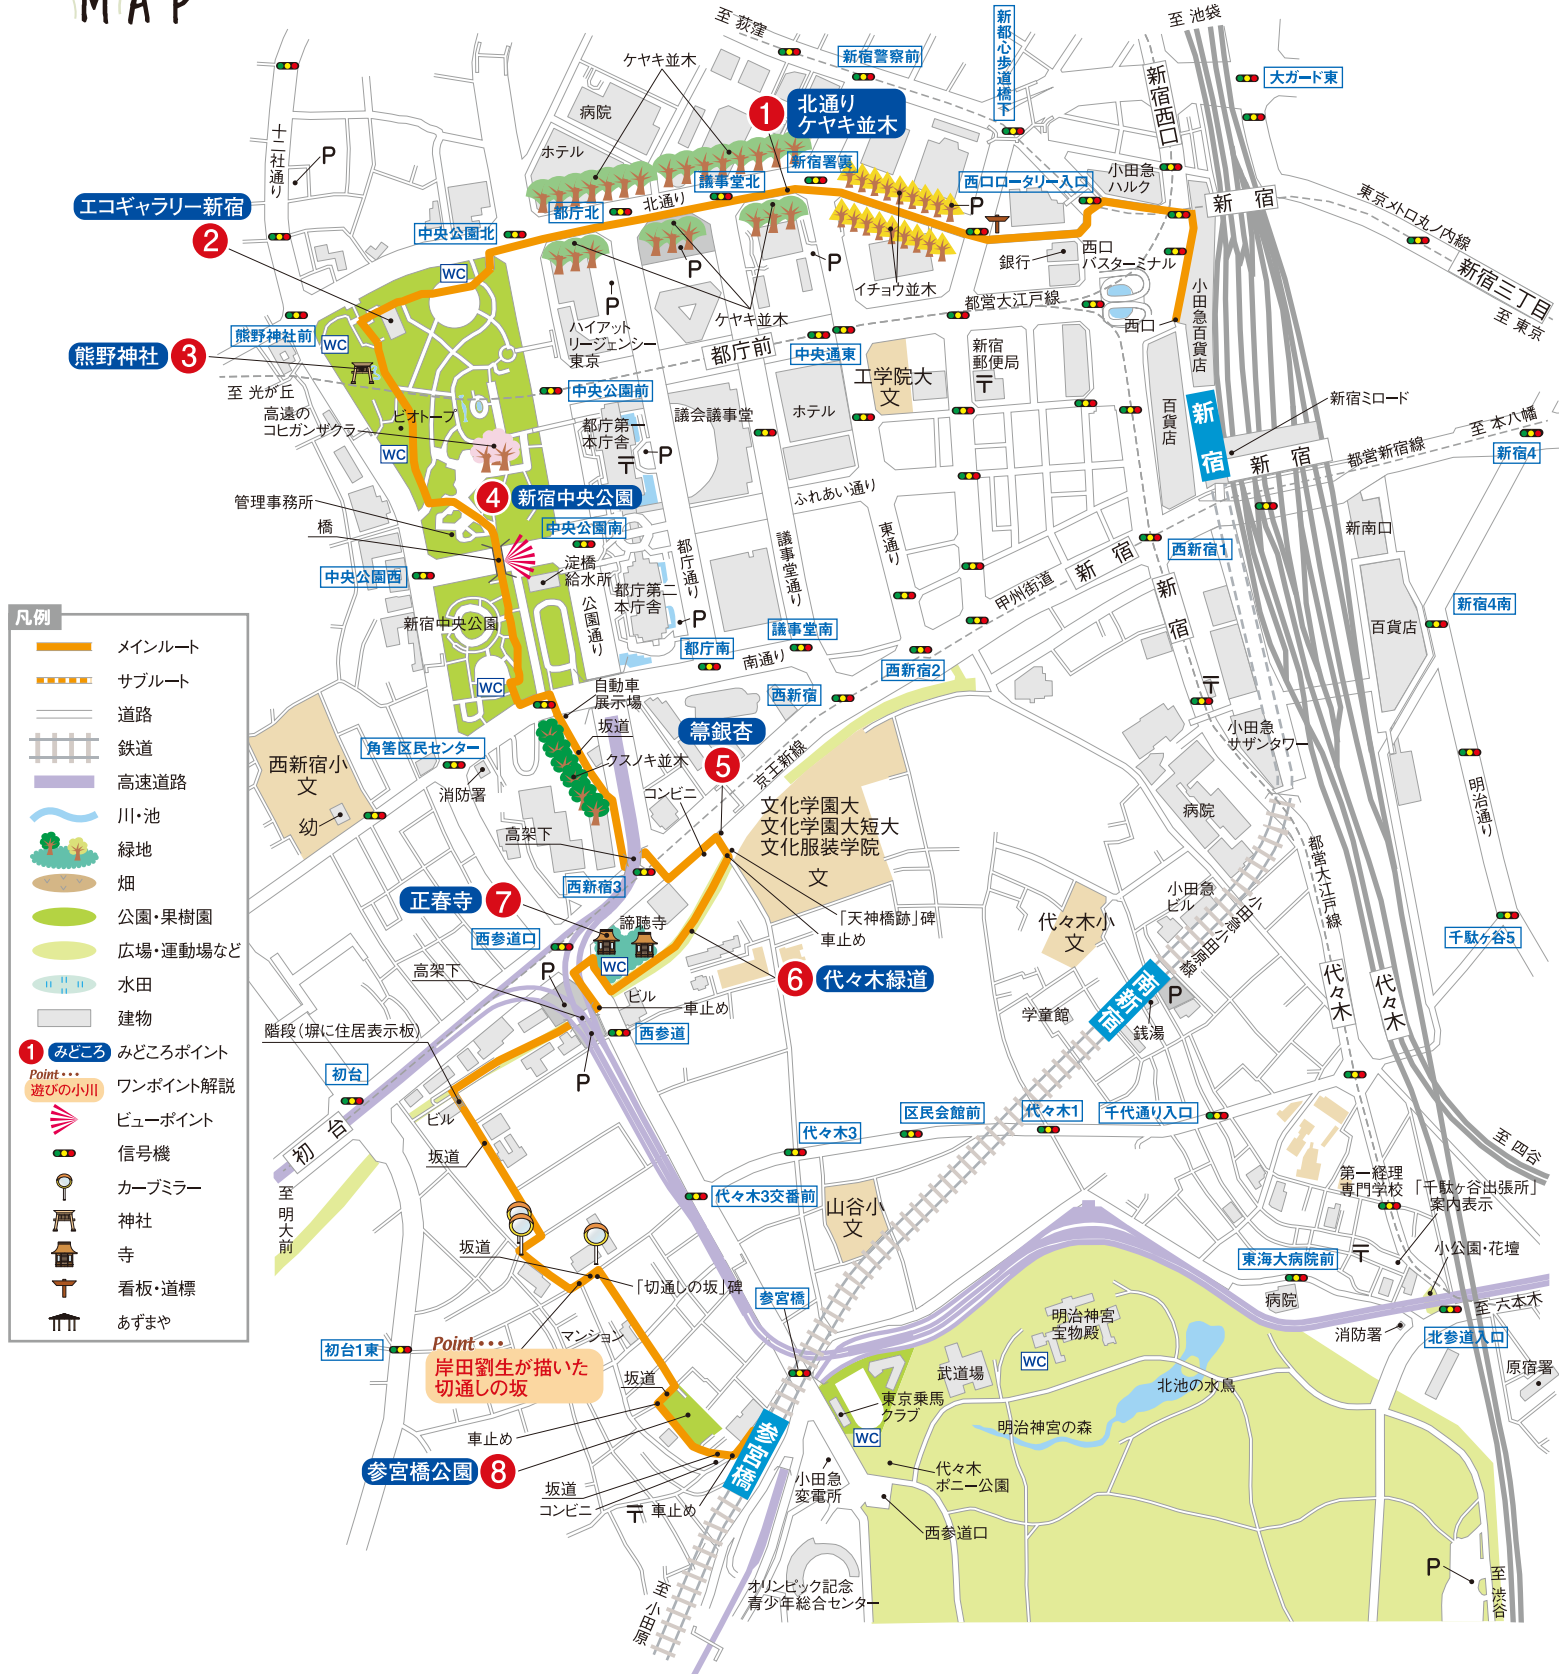 MAP
至 荻窪
新宿警察前
新都心歩道橋下
至 池袋
大ガード東
ケヤキ並木
病院
ホテル
1
北通り
ケヤキ並木
新宿西口
十二社通り
P
新宿署裏
議事堂北
西口ロータリー入口
小田急
ハルク
新宿
東京メトロ丸ノ内線
新宿三丁目
至 東京
エコギャラリー新宿
2
中央公園北
都庁北
北通り
P
銀行
西口
バスターミナル
WC
P
P
P
イチョウ並木
都営大江戸線
西口
小田急百貨店
ハイアット
リージェンシー
東京
ケヤキ並木
都庁前
中央通東
新宿
郵便局
熊野神社前
WC
熊野神社
3
至 光が丘
中央公園前
工学院大
文
高遠の
コヒガンザクラ
ビオトープ
WC
都庁第一
本庁舎
P
議会議事堂
ホテル
百貨店
新宿
新宿ミロード
至 本八幡
都営新宿線
新宿
新宿4
4
新宿中央公園
管理事務所
橋
中央公園南
ふれあい通り
東通り
議事堂通り
都庁通り
西新宿1
新南口
中央公園西
淀橋
給水所
都庁第二
本庁舎
公園通り
P
甲州街道
新宿
新宿
新宿4南
百貨店
新宿中央公園
都庁南
議事堂南
南通り
西新宿2
西新宿
WC
自動車
展示場
坂道
クスノキ並木
箒銀杏
5
京王新線
小田急
サザンタワー
明治通り
凡例
メインルート
サブルート
道路
鉄道
高速道路
川・池
緑地
畑
公園・果樹園
広場・運動場など
水田
建物
1 みどころ みどころポイント
Point・・・
遊びの小川
ワンポイント解説
ビューポイント
信号機
カーブミラー
神社
寺
看板・道標
あずまや
西新宿小
文
幼
角筈区民センター
消防署
コンビニ
高架下
西新宿3
文化学園大
文化学園大短大
文化服装学院
文
病院
都営大江戸線
正春寺
7
諦聴寺
「天神橋跡」碑
車止め
西参道口
高架下
P
WC
6
代々木緑道
代々木小
文
小田急
ビル
小田急小田原線
南新宿
P
銭湯
学童館
代々木
代々木
千駄ヶ谷5
ビル
車止め
階段(塀に住居表示板)
西参道
P
初台
初台
ビル
坂道
至 明大前
区民会館前
代々木1
千代通り入口
代々木3
代々木3交番前
山谷小
文
至 四谷
第一経理
専門学校
「千駄ヶ谷出張所」
案内表示
坂道
「切通しの坂」碑
参宮橋
マンション
東海大病院前
小公園・花壇
病院
至 六本木
消防署
北参道入口
原宿署
初台1東
Point・・・
岸田劉生が描いた
切通しの坂
坂道
車止め
参宮橋公園
8
坂道
コンビニ
車止め
参宮橋
明治神宮
宝物殿
WC
武道場
東京乗馬
クラブ
WC
北池の水鳥
明治神宮の森
代々木
ポニー公園
小田急
変電所
西参道口
オリンピック記念
青少年総合センター
至 小田原
P
至 渋谷